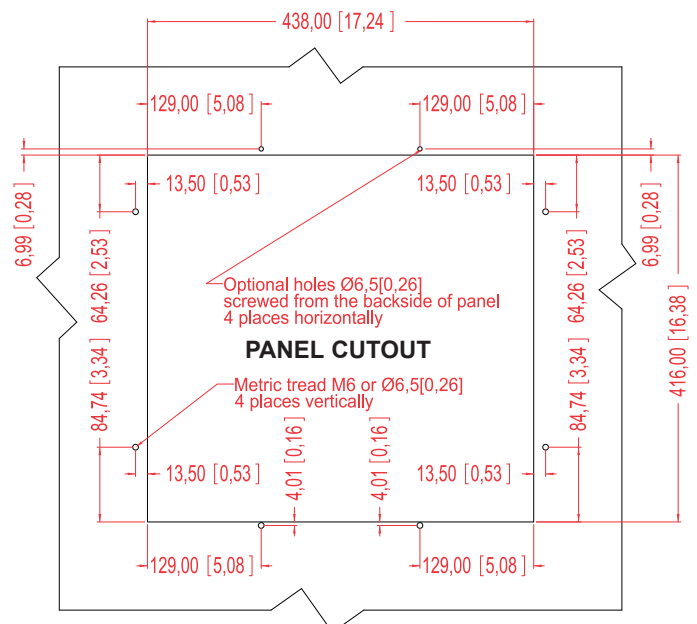 438,00 [17,24]
129,00 [5,08]
129,00 [5,08]
13,50 [0,53 ]
13,50 [0,53 ]
6,99 [0,28 ]
64,26 [2,53]
64,26 [2,53]
6,99 [0,28 ]
Optional holes Ø6,5[0,26]
screwed from the backside of panel
4 places horizontally
PANEL CUTOUT
416,00 [16,38]
Metric tread M6 or Ø6,5[0,26]
4 places vertically
84,74 [3,34]
84,74 [3,34]
13,50 [0,53 ]
4,01 [0,16 ]
4,01 [0,16 ]
13,50 [0,53 ]
129,00 [5,08]
129,00 [5,08]